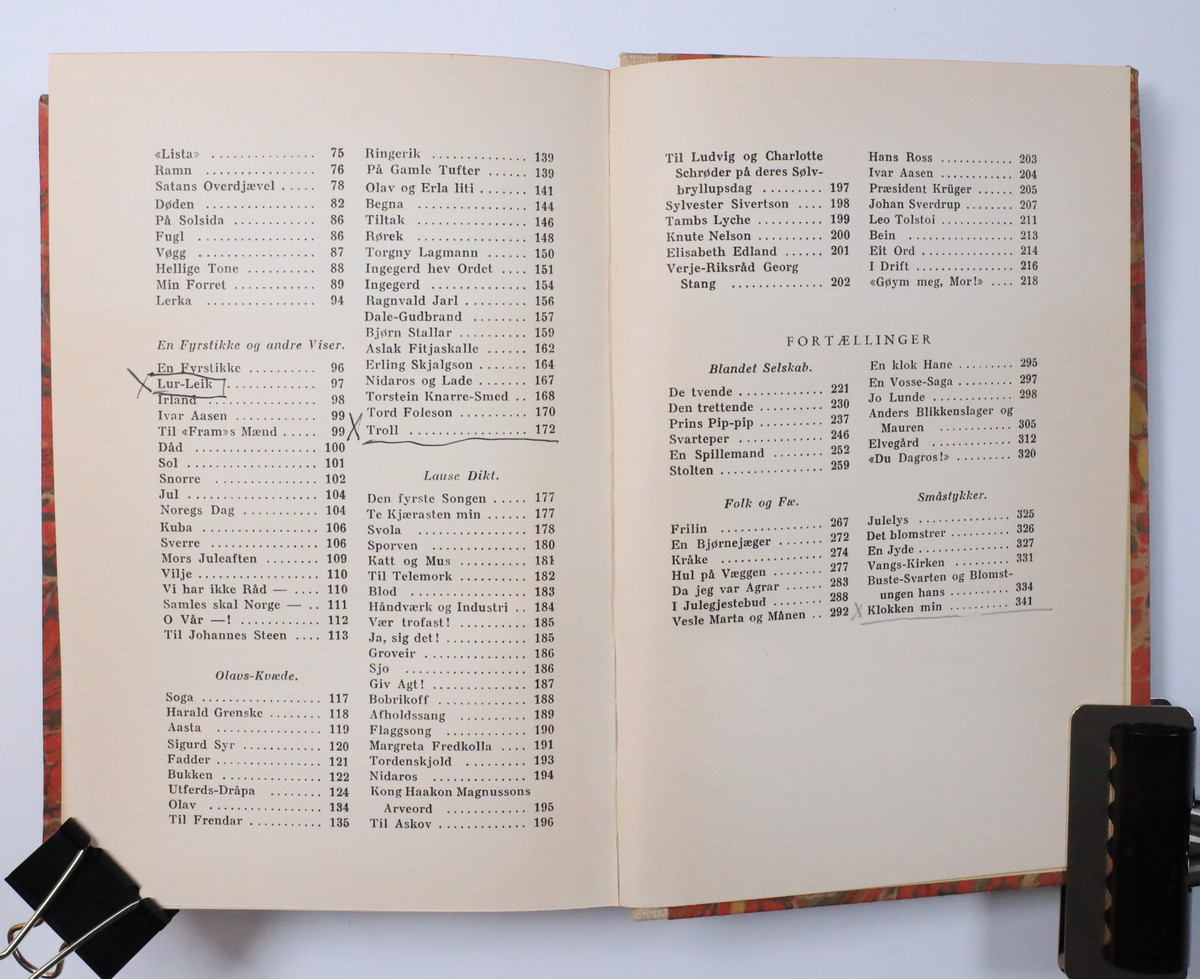 «Lista» ............... 75
Ramn ............... 76
Satans Overdjævel ..... 78
Døden ............... 82
På Solsida ............ 86
Fugl ................. 86
Vøgg ................ 87
Hellige Tone .......... 88
Min Forret ............ 89
Lerka ................ 94
En Fyrstikke og andre Viser.
En Fyrstikke .......... 96
X Lur-Leik ............. 97
Irland ................ 98
Ivar Aasen ............ 99
Til «Fram»s Mænd ..... 99
Dåd ................. 100
Sol ................... 101
Snorre ............... 102
Jul ................... 104
Noregs Dag ........... 104
Kuba ................. 106
Sverre ................ 106
Mors Juleaften ........ 109
Vilje .................. 110
Vi har ikke Råd — .... 110
Samles skal Norge — .. 111
O Vår —! ............ 112
Til Johannes Steen .... 113
Olavs-Kvæde.
Soga ................. 117
Harald Grenske ........ 118
Aasta ................ 119
Sigurd Syr ............ 120
Fadder ............... 121
Bukken ............... 122
Utferds-Dråpa ........ 124
Olav ................. 134
Til Frendar ........... 135
Ringerik .............. 139
På Gamle Tufter ...... 139
Olav og Erla liti ....... 141
Begna ................ 144
Tiltak ................ 146
Rørek ................ 148
Torgny Lagmann ...... 150
Ingegerd hev Ordet .... 151
Ingegerd .............. 154
Ragnvald Jarl ......... 156
Dale-Gudbrand ........ 157
Bjørn Stallar .......... 159
Aslak Fitjaskalle ...... 162
Erling Skjalgson ....... 164
Nidaros og Lade ....... 167
Torstein Knarre-Smed .. 168
Tord Foleson .......... 170
X Troll ................. 172
Lause Dikt.
Den fyrste Songen ..... 177
Te Kjærasten min ...... 177
Svola ................. 178
Sporven .............. 180
Katt og Mus .......... 181
Til Telemork .......... 182
Blod .................. 183
Håndværk og Industri .. 184
Vær trofast! .......... 185
Ja, sig det! ............ 185
Groveir ............... 186
Sjo ................... 186
Giv Agt! .............. 187
Bobrikoff ............. 188
Afholdssang .......... 189
Flaggsong ............ 190
Margreta Fredkolla .... 191
Tordenskjold ......... 193
Nidaros .............. 194
Kong Haakon Magnussons
Arveord ............ 195
Til Askov ............. 196
Til Ludvig og Charlotte
Schrøder på deres Sølv-
bryllupsdag ......... 197
Sylvester Sivertson .... 198
Tambs Lyche .......... 199
Knute Nelson .......... 200
Elisabeth Edland ...... 201
Verje-Riksråd Georg
Stang .............. 202
Hans Ross ............ 203
Ivar Aasen ............ 204
Præsident Krüger ...... 205
Johan Sverdrup ........ 207
Leo Tolstoi ............ 211
Bein ................. 213
Eit Ord ............... 214
I Drift ................ 216
«Gøym meg, Mor!» .... 218
FORTÆLLINGER
Blandet Selskab.
De tvende ............. 221
Den trettende .......... 230
Prins Pip-pip .......... 237
Svarteper ............. 246
En Spillemand ........ 252
Stolten ................ 259
Folk og Fæ.
Frilin ................ 267
En Bjørnejæger ....... 272
Kråke ................ 274
Hul på Væggen ........ 277
Da jeg var Agrar ...... 283
I Julegjestebud ........ 288
Vesle Marta og Månen .. 292
En klok Hane ......... 295
En Vosse-Saga ........ 297
Jo Lunde .............. 298
Anders Blikkenslager og
Mauren ............ 305
Elvegård ............. 312
«Du Dagros!» ......... 320
Småstykker.
Julelys ............... 325
Det blomstrer ......... 326
En Jyde ............... 327
Vangs-Kirken ......... 331
Buste-Svarten og Blomst-
ungen hans ......... 334
X Klokken min .......... 341